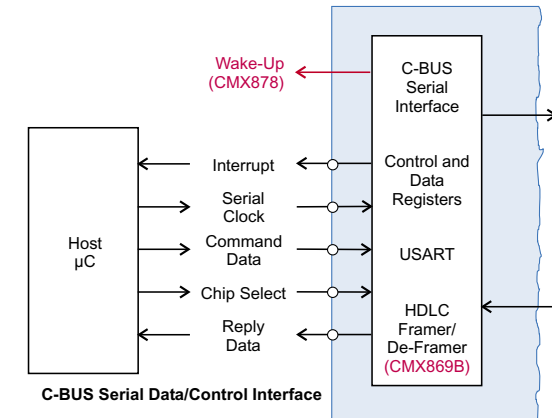 Wake-Up
(CMX878)
C-BUS
Serial
Interface
Interrupt
Control and
Data
Registers
Serial
Clock
Host
µC
Command
Data
USART
Chip Select
HDLC
Framer/
De-Framer
(CMX869B)
Reply
Data
C-BUS Serial Data/Control Interface